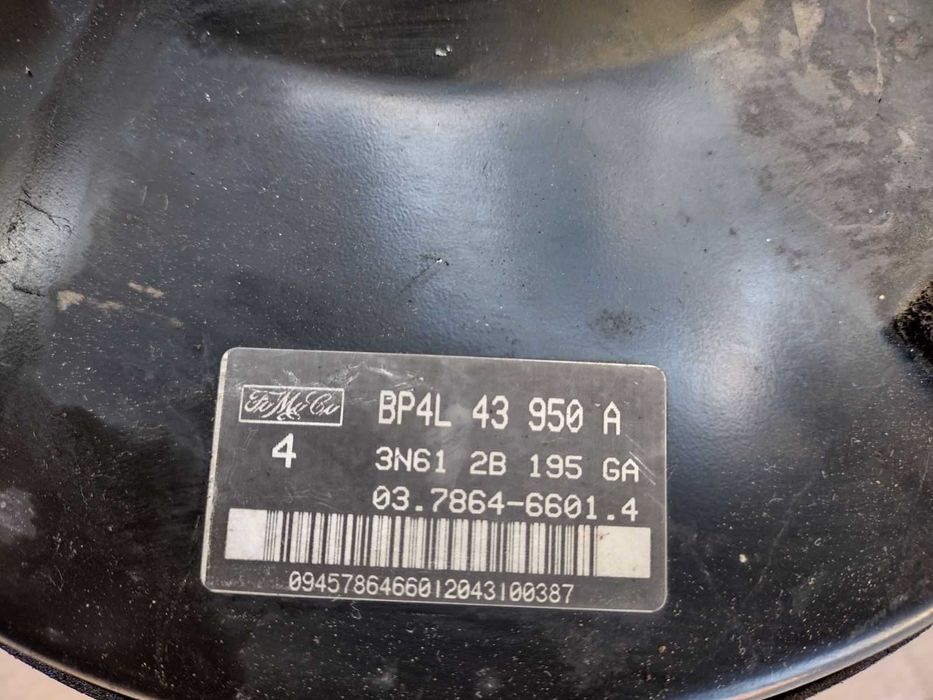 FoMoCo
BP4L 43 950 A
4
3N61 2B 195 GA
03.7864-6601.4
0945786466012043100387